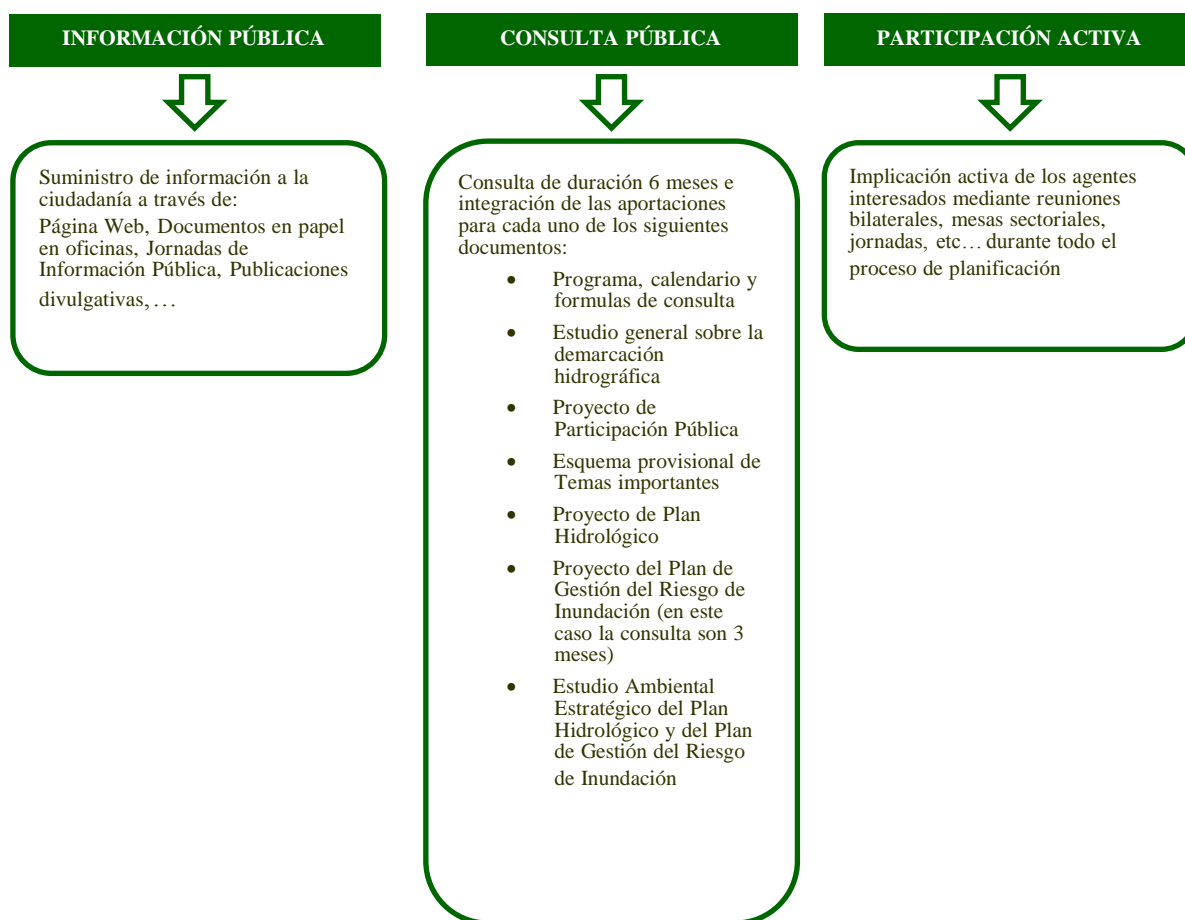 INFORMACIÓN PÚBLICA
Suministro de información a la
ciudadanía a través de:
Página Web, Documentos en papel
en oficinas, Jornadas de
Información Pública, Publicaciones
divulgativas,…
CONSULTA PÚBLICA
Consulta de duración 6 meses e
integración de las aportaciones
para cada uno de los siguientes
documentos:
• Programa, calendario y
formulas de consulta
• Estudio general sobre la
demarcación
hidrográfica
• Proyecto de
Participación Pública
• Esquema provisional de
Temas importantes
• Proyecto de Plan
Hidrológico
• Proyecto del Plan de
Gestión del Riesgo de
Inundación (en este
caso la consulta son 3
meses)
• Estudio Ambiental
Estratégico del Plan
Hidrológico y del Plan
de Gestión del Riesgo
de Inundación
PARTICIPACIÓN ACTIVA
Implicación activa de los agentes
interesados mediante reuniones
bilaterales, mesas sectoriales,
jornadas, etc… durante todo el
proceso de planificación